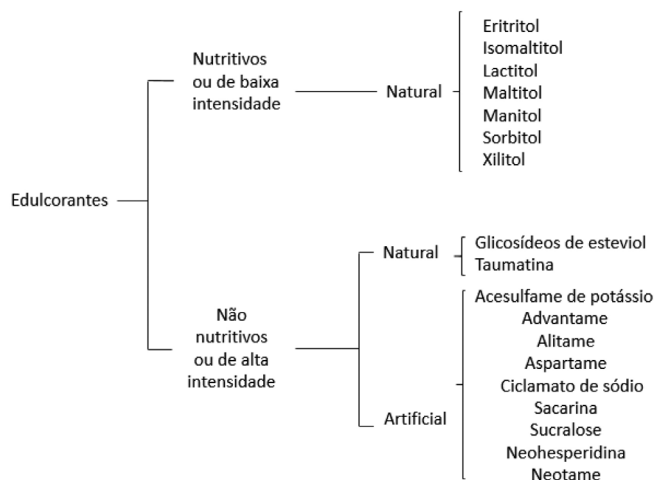 Edulcorantes
Nutritivos
ou de baixa
intensidade
Natural
Eritritol
Isomaltitol
Lactitol
Maltitol
Manitol
Sorbitol
Xilitol
Não
nutritivos
ou de alta
intensidade
Natural
Glicosídeos de esteviol
Taumatina
Artificial
Acesulfame de potássio
Advantame
Alitame
Aspartame
Ciclamato de sódio
Sacarina
Sucralose
Neohesperidina
Neotame